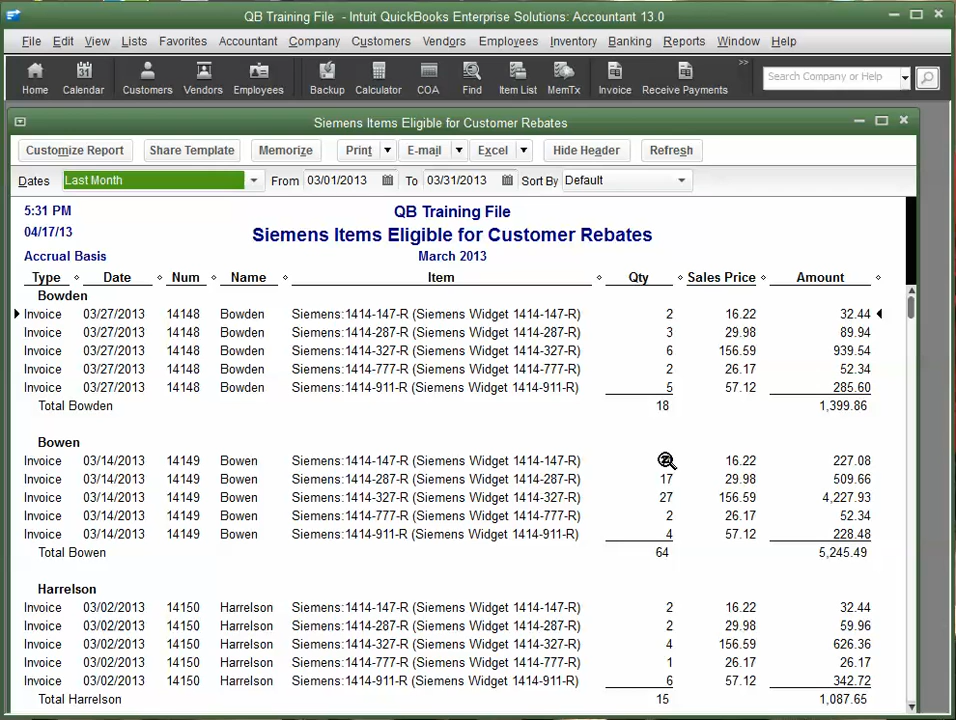 QB Training File - Intuit QuickBooks Enterprise Solutions: Accountant 13.0
File Edit View Lists Favorites Accountant Company Customers Vendors Employees Inventory Banking Reports Window Help
31
Home Calendar Customers Vendors Employees Backup Calculator COA Find Item List MemTx Invoice Receive Payments
Search Company or Help
Siemens Items Eligible for Customer Rebates
Customize Report Share Template Memorize Print E-mail Excel Hide Header Refresh
Dates Last Month From 03/01/2013 To 03/31/2013 Sort By Default
5:31 PM QB Training File
04/17/13 Siemens Items Eligible for Customer Rebates
Accrual Basis March 2013
Type Date Num Name Item Qty Sales Price Amount
Bowden
Invoice 03/27/2013 14148 Bowden Siemens:1414-147-R (Siemens Widget 1414-147-R) 2 16.22 32.44
Invoice 03/27/2013 14148 Bowden Siemens:1414-287-R (Siemens Widget 1414-287-R) 3 29.98 89.94
Invoice 03/27/2013 14148 Bowden Siemens:1414-327-R (Siemens Widget 1414-327-R) 6 156.59 939.54
Invoice 03/27/2013 14148 Bowden Siemens:1414-777-R (Siemens Widget 1414-777-R) 2 26.17 52.34
Invoice 03/27/2013 14148 Bowden Siemens:1414-911-R (Siemens Widget 1414-911-R) 5 57.12 285.60
Total Bowden 18 1,399.86
Bowen
Invoice 03/14/2013 14149 Bowen Siemens:1414-147-R (Siemens Widget 1414-147-R) 16.22 227.08
Invoice 03/14/2013 14149 Bowen Siemens:1414-287-R (Siemens Widget 1414-287-R) 17 29.98 509.66
Invoice 03/14/2013 14149 Bowen Siemens:1414-327-R (Siemens Widget 1414-327-R) 27 156.59 4,227.93
Invoice 03/14/2013 14149 Bowen Siemens:1414-777-R (Siemens Widget 1414-777-R) 2 26.17 52.34
Invoice 03/14/2013 14149 Bowen Siemens:1414-911-R (Siemens Widget 1414-911-R) 4 57.12 228.48
Total Bowen 64 5,245.49
Harrelson
Invoice 03/02/2013 14150 Harrelson Siemens:1414-147-R (Siemens Widget 1414-147-R) 2 16.22 32.44
Invoice 03/02/2013 14150 Harrelson Siemens:1414-287-R (Siemens Widget 1414-287-R) 2 29.98 59.96
Invoice 03/02/2013 14150 Harrelson Siemens:1414-327-R (Siemens Widget 1414-327-R) 4 156.59 626.36
Invoice 03/02/2013 14150 Harrelson Siemens:1414-777-R (Siemens Widget 1414-777-R) 1 26.17 26.17
Invoice 03/02/2013 14150 Harrelson Siemens:1414-911-R (Siemens Widget 1414-911-R) 6 57.12 342.72
Total Harrelson 15 1,087.65